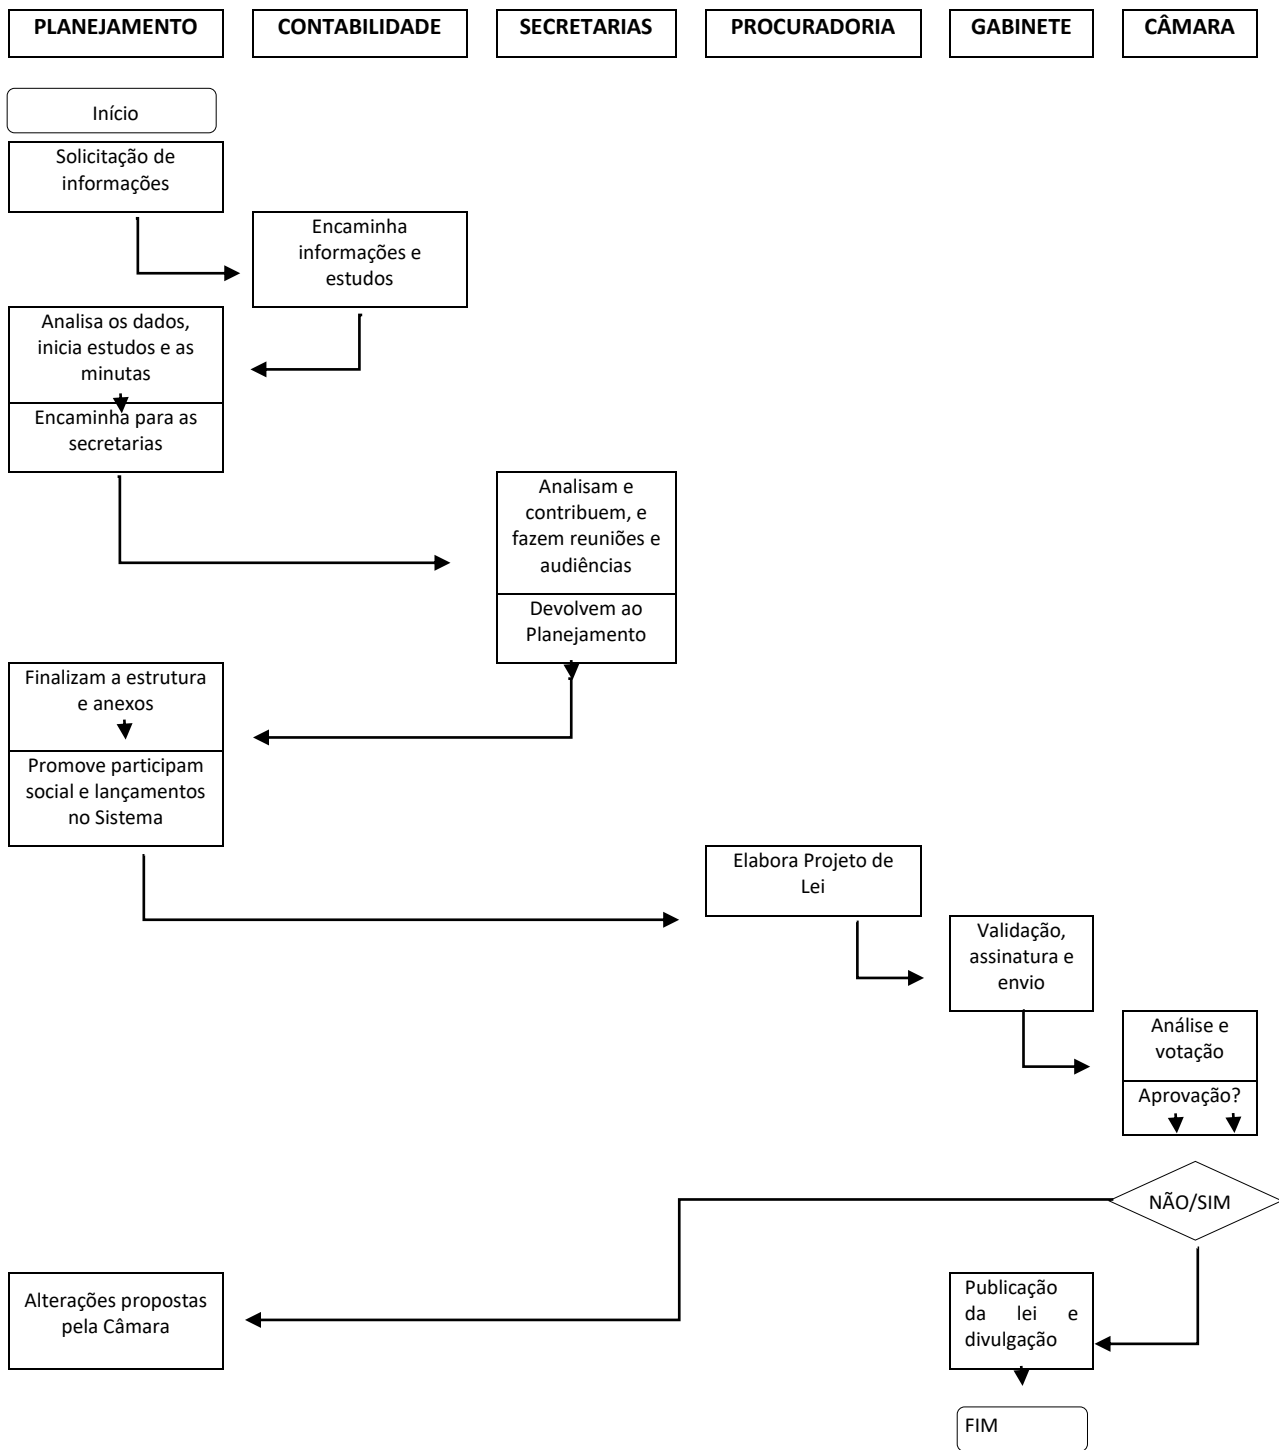 PLANEJAMENTO
CONTABILIDADE
SECRETARIAS
PROCURADORIA
GABINETE
CÂMARA
Início
Solicitação de
informações
Encaminha
informações e
estudos
Analisa os dados,
inicia estudos e as
minutas
Encaminha para as
secretarias
Analisam e
contribuem, e
fazem reuniões e
audiências
Devolvem ao
Planejamento
Finalizam a estrutura
e anexos
Promove participam
social e lançamentos
no Sistema
Elabora Projeto de
Lei
Validação,
assinatura e
envio
Análise e
votação
Aprovação?
NÃO/SIM
Alterações propostas
pela Câmara
Publicação
da lei e
divulgação
FIM